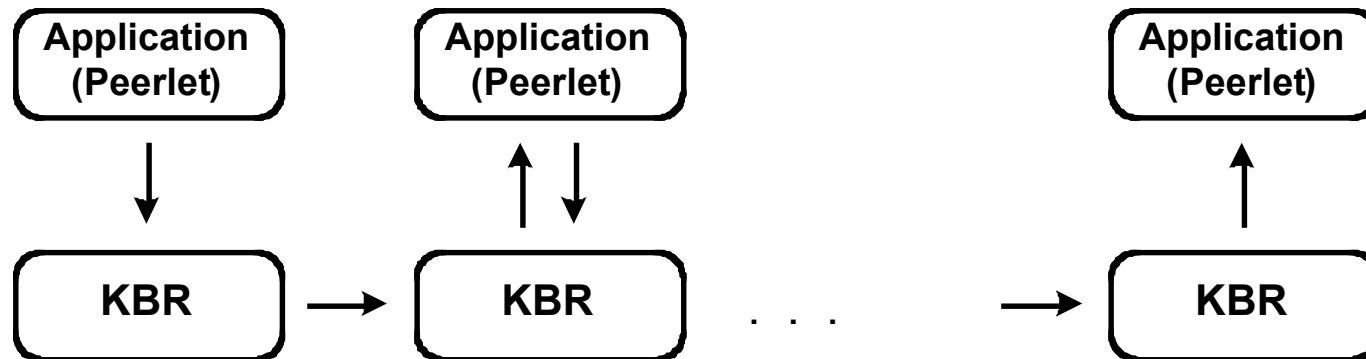 Application
(Peerlet)
Application
(Peerlet)
Application
(Peerlet)
KBR
KBR
. . .
KBR